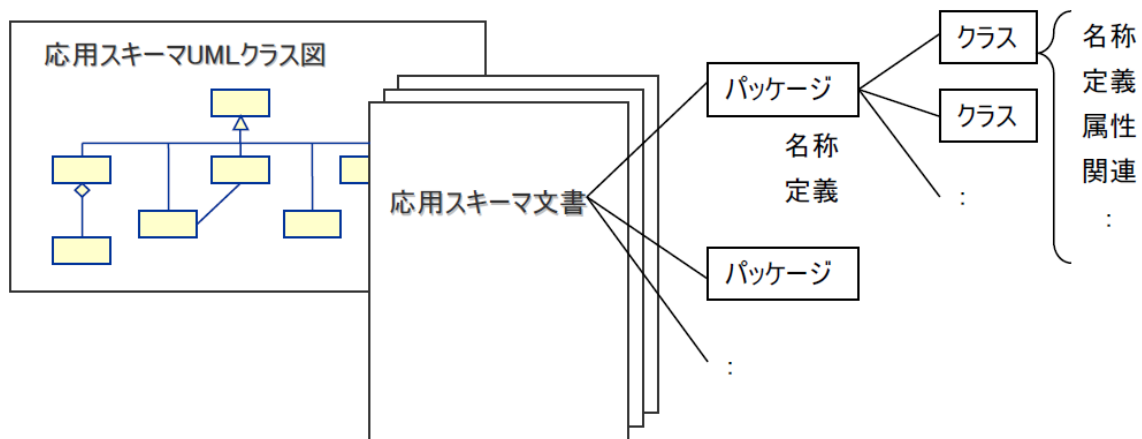 応用スキーマUMLクラス図
応用スキーマ文書
パッケージ
名称
定義
パッケージ
:
クラス
クラス
:
名称
定義
属性
関連
: